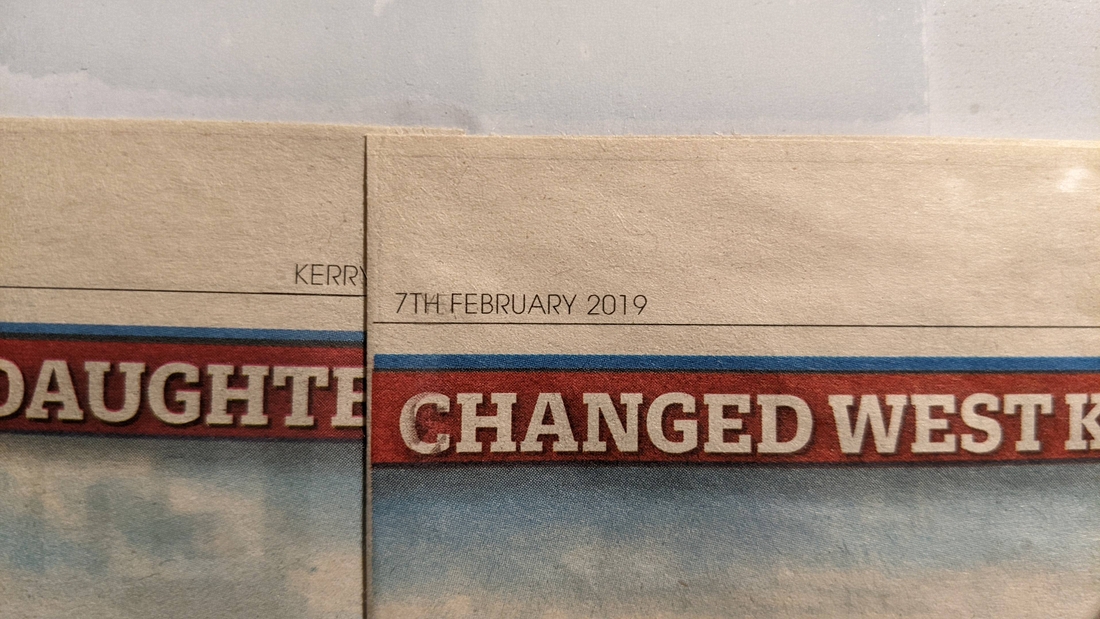 KERRY
7TH FEBRUARY 2019
DAUGHTE
CHANGED WEST K